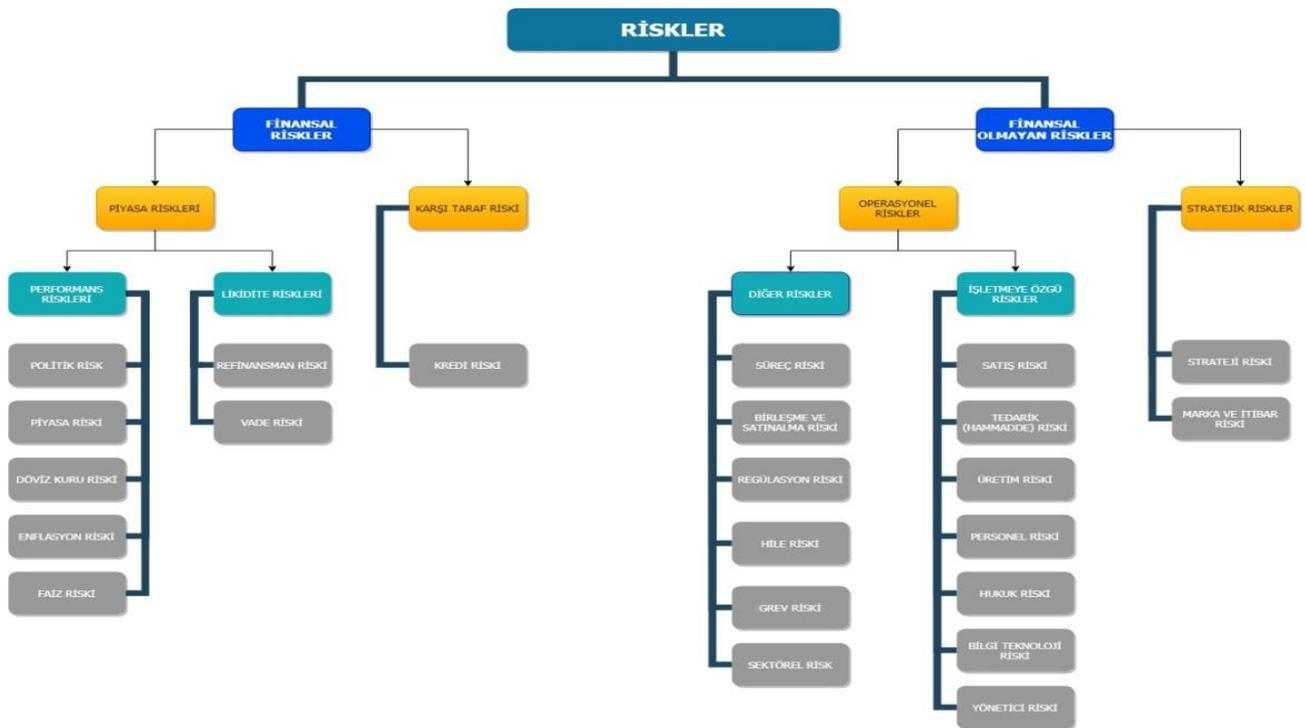 RİSKLER
FİNANSAL
RİSKLER
FİNANSAL
OLMAYAN RİSKLER
PİYASA RİSKLERİ
KARŞI TARAF RİSKİ
OPERASYONEL
RİSKLER
STRATEJİK RİSKLER
PERFORMANS
RİSKLERİ
LİKİDİTE RİSKLERİ
DİĞER RİSKLER
İŞLETMEYE ÖZGÜ
RİSKLER
POLİTİK RİSK
REFİNANSMAN RİSKİ
KREDİ RİSKİ
SÜREÇ RİSKİ
SATIŞ RİSKİ
STRATEJİ RİSKİ
PİYASA RİSKİ
VADE RİSKİ
BİRLEŞME VE
SATINALMA RİSKİ
TEDARİK
(HAMMADDE) RİSKİ
MARKA VE İTİBAR
RİSKİ
DÖVİZ KURU RİSKİ
REGÜLASYON RİSKİ
ÜRETİM RİSKİ
ENFLASYON RİSKİ
HİLE RİSKİ
PERSONEL RİSKİ
FAİZ RİSKİ
GREV RİSKİ
HUKUK RİSKİ
SEKTÖREL RİSK
BİLGİ TEKNOLOJİ
RİSKİ
YÖNETİCİ RİSKİ